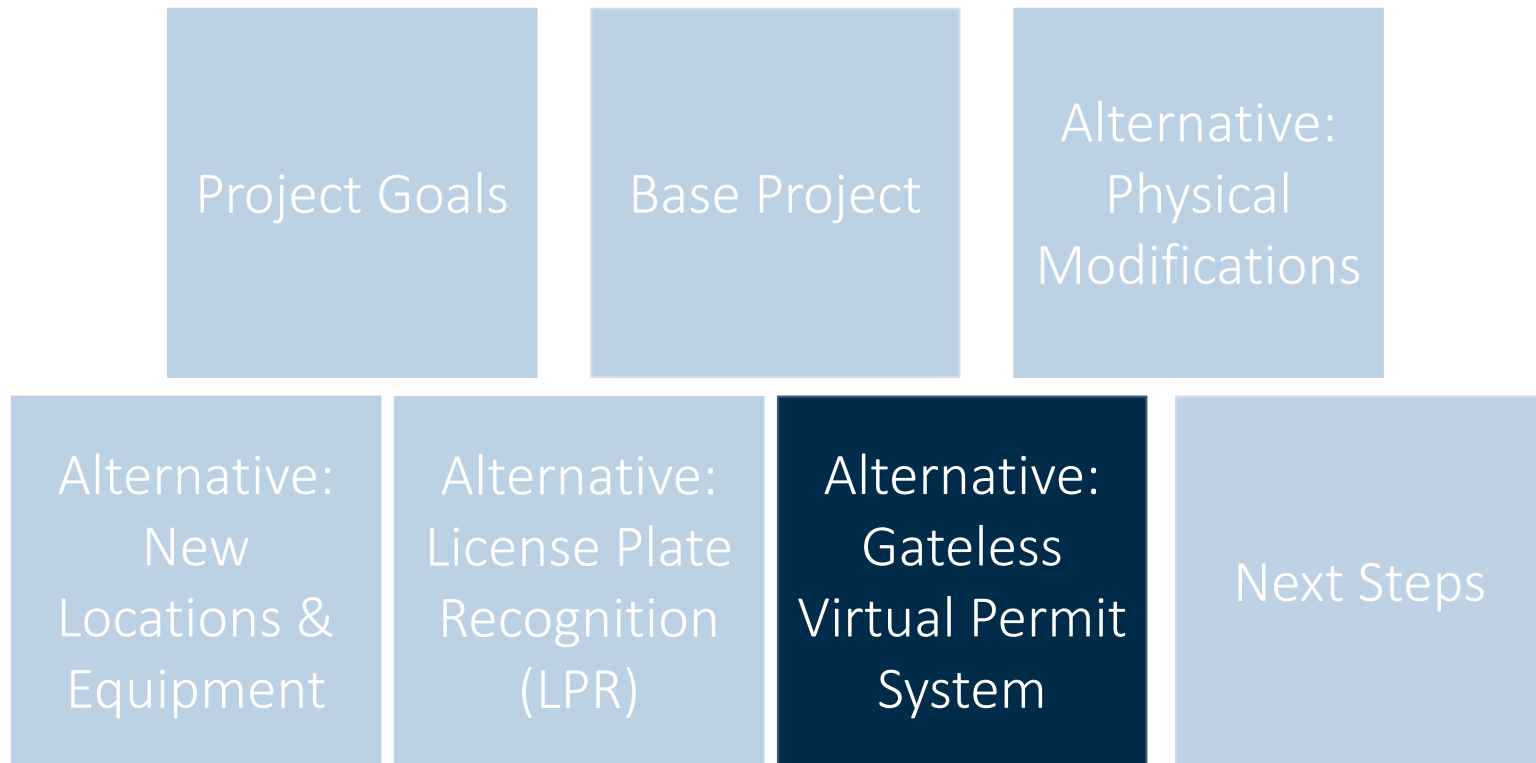 Project Goals
Base Project
Alternative:
Physical
Modifications
Alternative:
New
Locations &
Equipment
Alternative:
License Plate
Recognition
(LPR)
Alternative:
Gateless
Virtual Permit
System
Next Steps